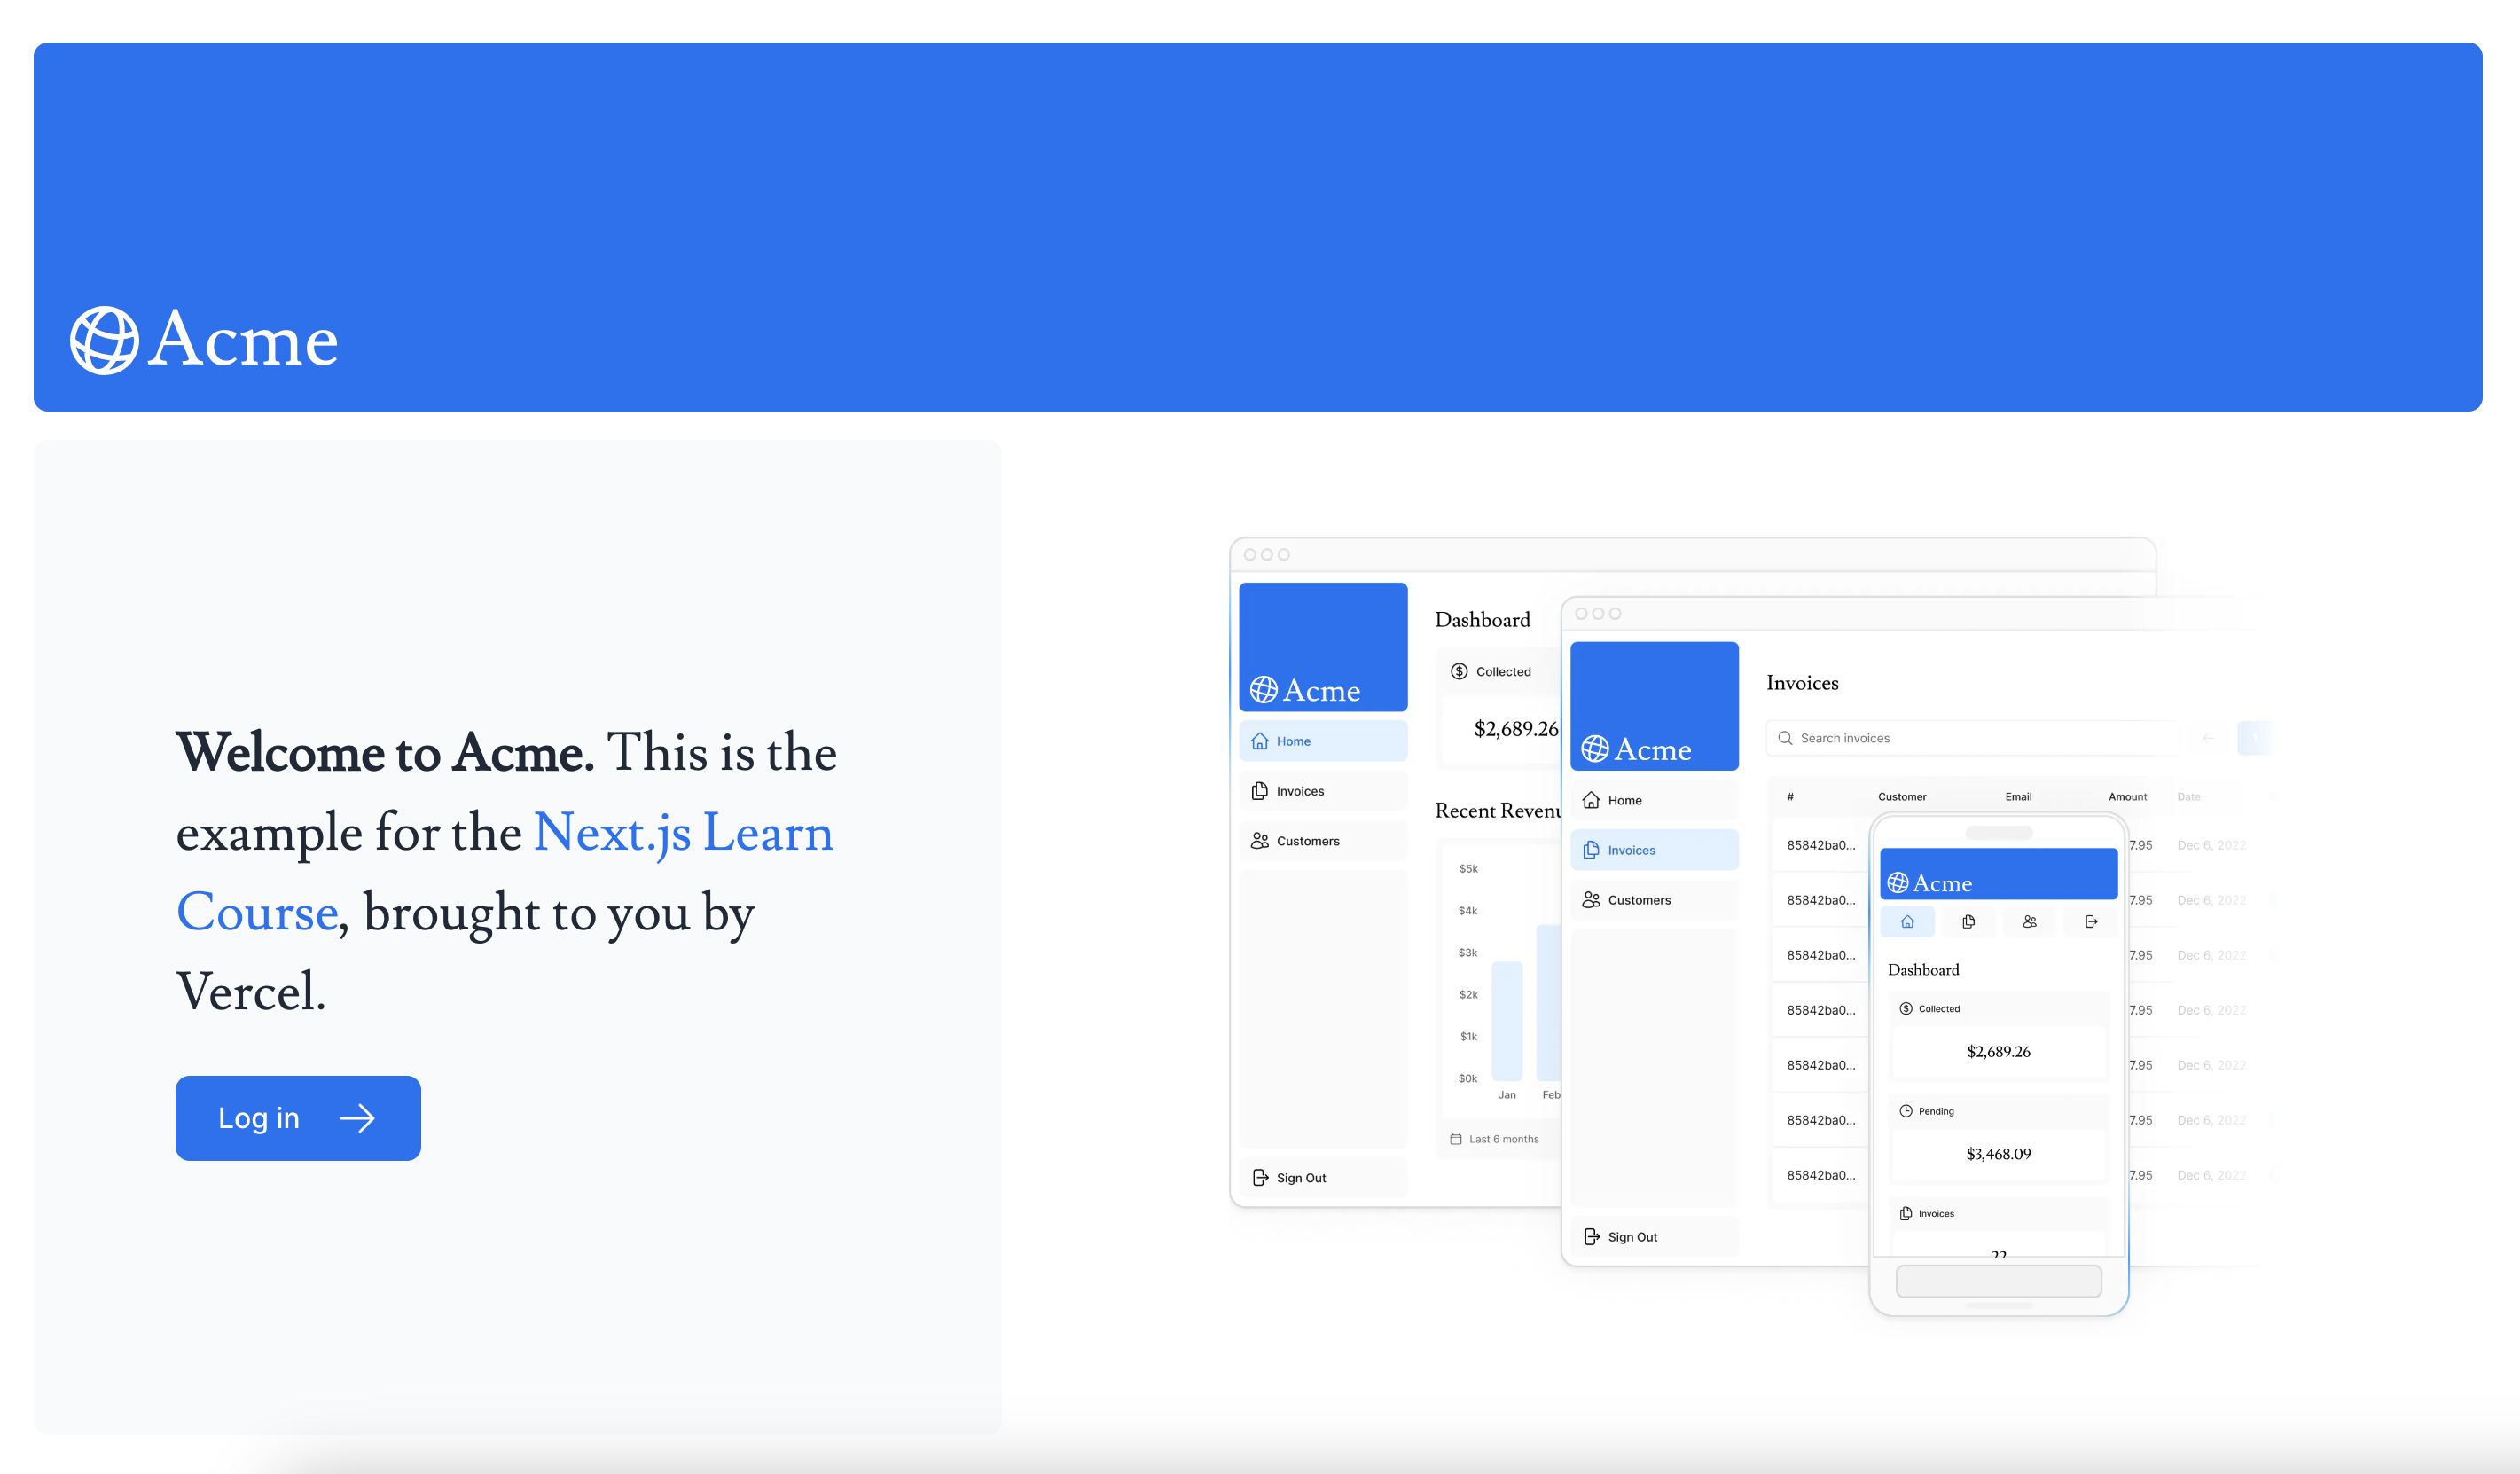 Acme
Welcome to Acme. This is the
example for the Next.js Learn
Course, brought to you by
Vercel.
Log in
Acme
Home
Invoices
Customers
Sign Out
Dashboard
Collected
$2,689.26
Recent Revenu
$5k
$4k
$3k
$2k
$1k
$0k
Jan Feb
Last 6 months
Acme
Home
Invoices
Customers
Sign Out
Invoices
Search invoices
# Customer Email Amount Date
85842ba0... 7.95 Dec 6, 2022
85842ba0... 7.95 Dec 6, 2022
85842ba0... 7.95 Dec 6, 2022
85842ba0... 7.95 Dec 6, 2022
85842ba0... 7.95 Dec 6, 2022
85842ba0... 7.95 Dec 6, 2022
85842ba0... 7.95 Dec 6, 2022
Acme
Dashboard
Collected
$2,689.26
Pending
$3,468.09
Invoices
22